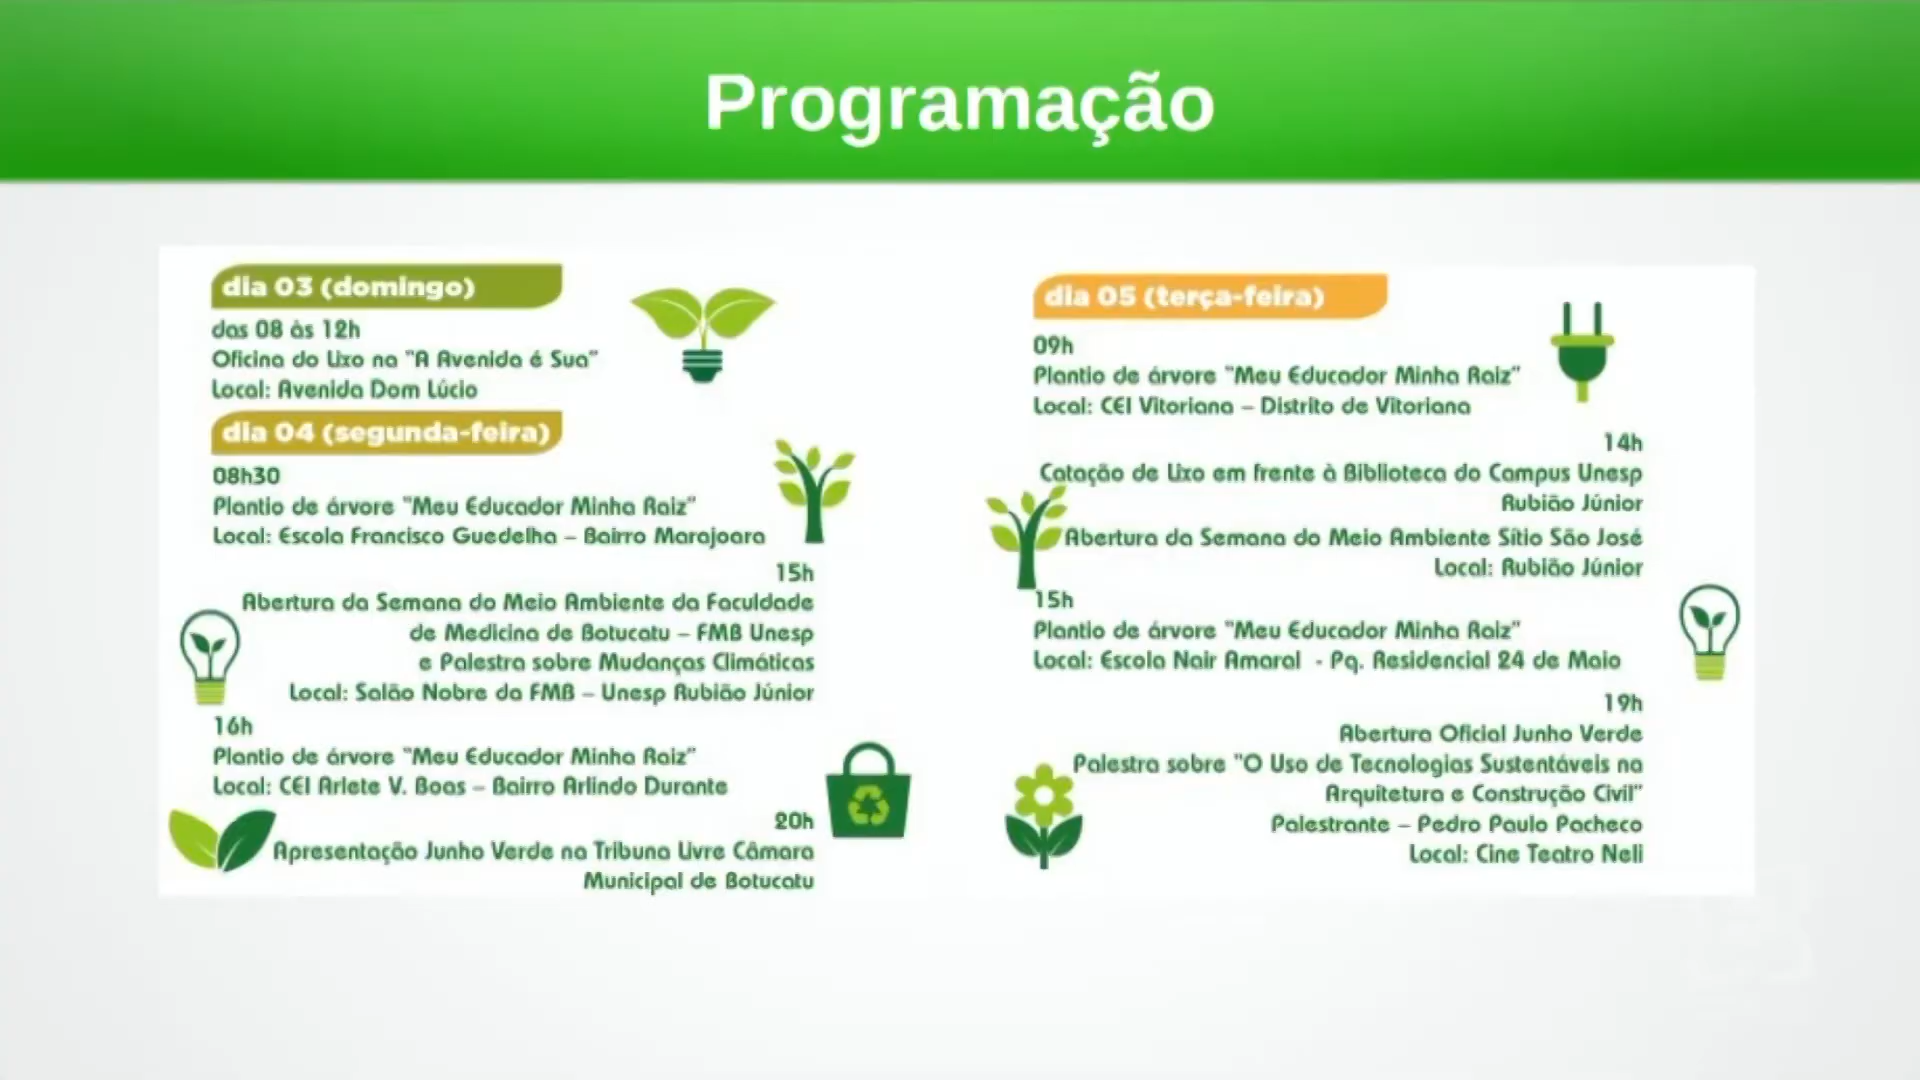 Programação
dia 03 (domingo)
das 08 às 12h
Oficina do Lixo na "A Avenida é Sua"
Local: Avenida Dom Lúcio
dia 04 (segunda-feira)
08h30
Plantio de árvore "Meu Educador Minha Raiz"
Local: Escola Francisco Guedelha – Bairro Marajoara
15h
Abertura da Semana do Meio Ambiente da Faculdade
de Medicina de Botucatu – FMB Unesp
e Palestra sobre Mudanças Climáticas
Local: Salão Nobre da FMB – Unesp Rubião Júnior
16h
Plantio de árvore "Meu Educador Minha Raiz"
Local: CEI Arlete V. Boas – Bairro Arlindo Durante
20h
Apresentação Junho Verde na Tribuna Livre Câmara
Municipal de Botucatu
dia 05 (terça-feira)
09h
Plantio de árvore "Meu Educador Minha Raiz"
Local: CEI Vitoriana – Distrito de Vitoriana
14h
Catação de Lixo em frente à Biblioteca do Campus Unesp
Rubião Júnior
Abertura da Semana do Meio Ambiente Sítio São José
Local: Rubião Júnior
15h
Plantio de árvore "Meu Educador Minha Raiz"
Local: Escola Nair Amaral - Pq. Residencial 24 de Maio
19h
Abertura Oficial Junho Verde
Palestra sobre "O Uso de Tecnologias Sustentáveis na
Arquitetura e Construção Civil"
Palestrante – Pedro Paulo Pacheco
Local: Cine Teatro Neli